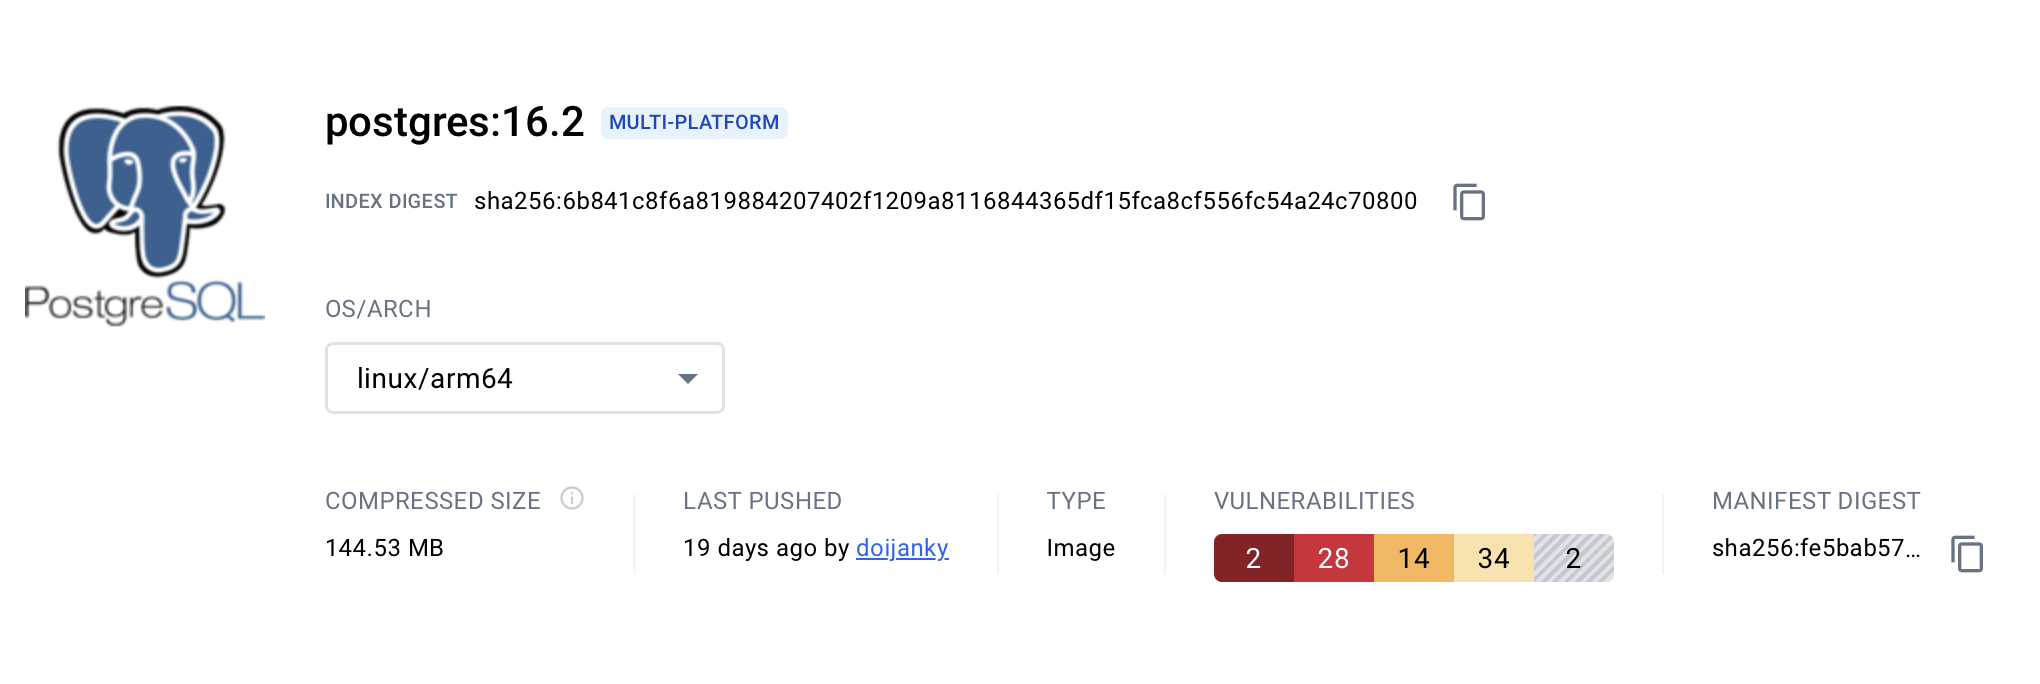 PostgreSQL
postgres:16.2 MULTI-PLATFORM
INDEX DIGEST sha256:6b841c8f6a819884207402f1209a8116844365df15fca8cf556fc54a24c70800
OS/ARCH
linux/arm64
COMPRESSED SIZE
144.53 MB
LAST PUSHED
19 days ago by doijanky
TYPE
Image
VULNERABILITIES
2 28 14 34 2
MANIFEST DIGEST
sha256:fe5bab57...